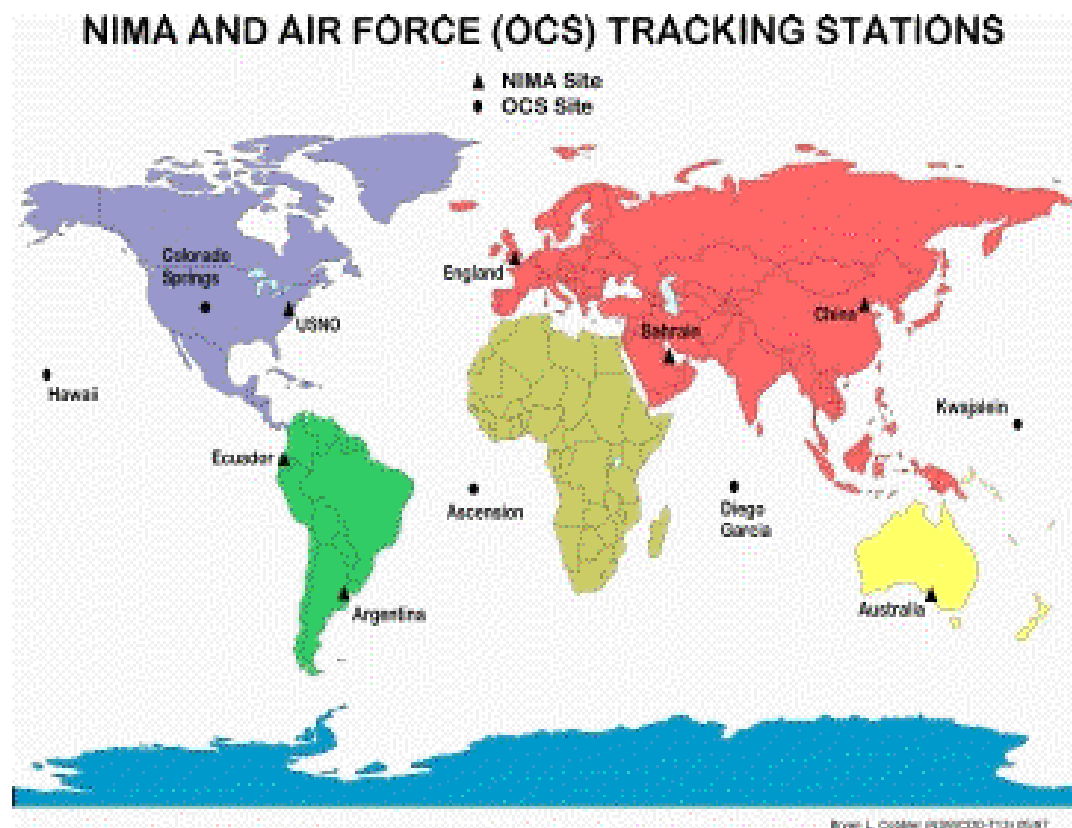 NIMA AND AIR FORCE (OCS) TRACKING STATIONS
NIMA Site
OCS Site
Colorado
Springs
England
USNO
China
Bahrain
Hawaii
Kwajalein
Ecuador
Ascension
Diego
Garcia
Argentina
Australia
Bryan L.